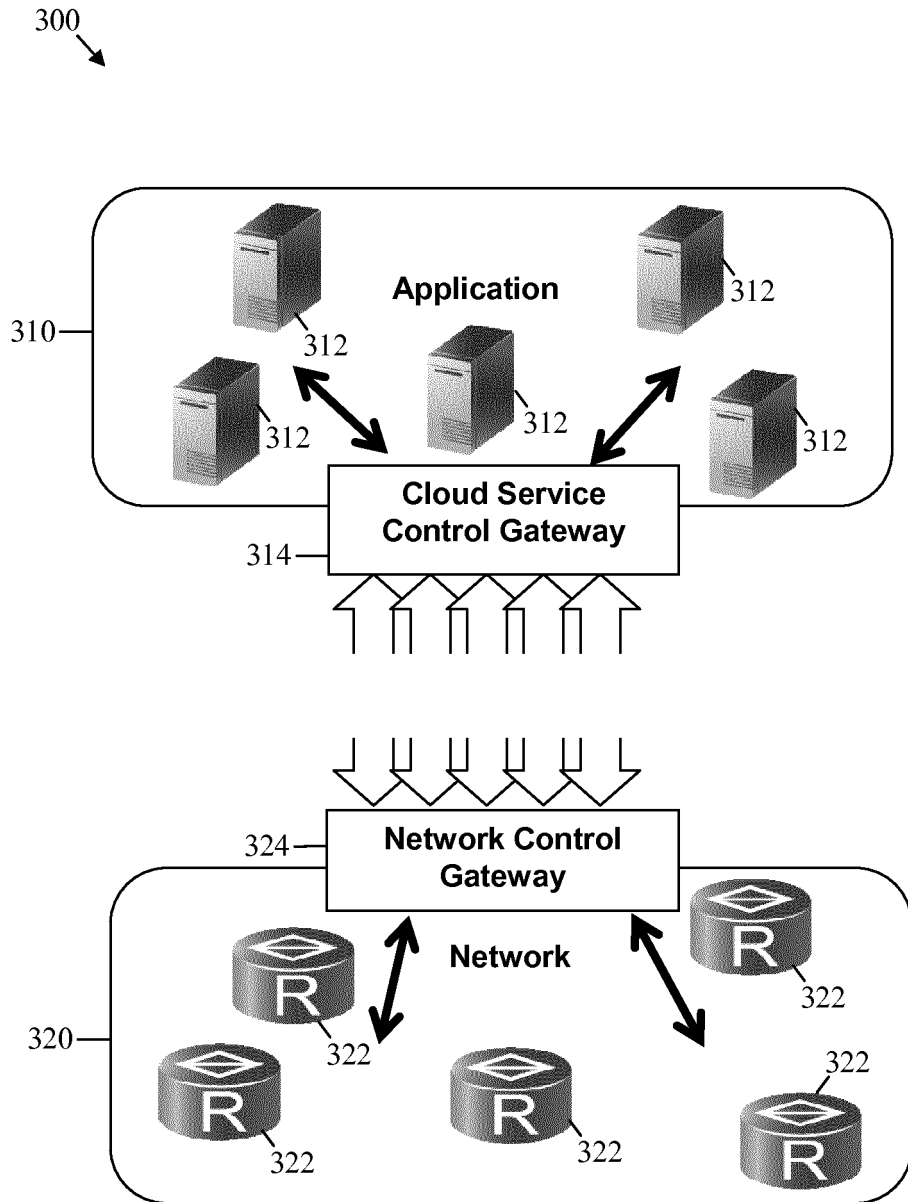 300
310
312
312
Application
312
312
312
Cloud Service
Control Gateway
314
324
Network Control
Gateway
Network
320
R
322
R
322
R
322
R
322
R
322